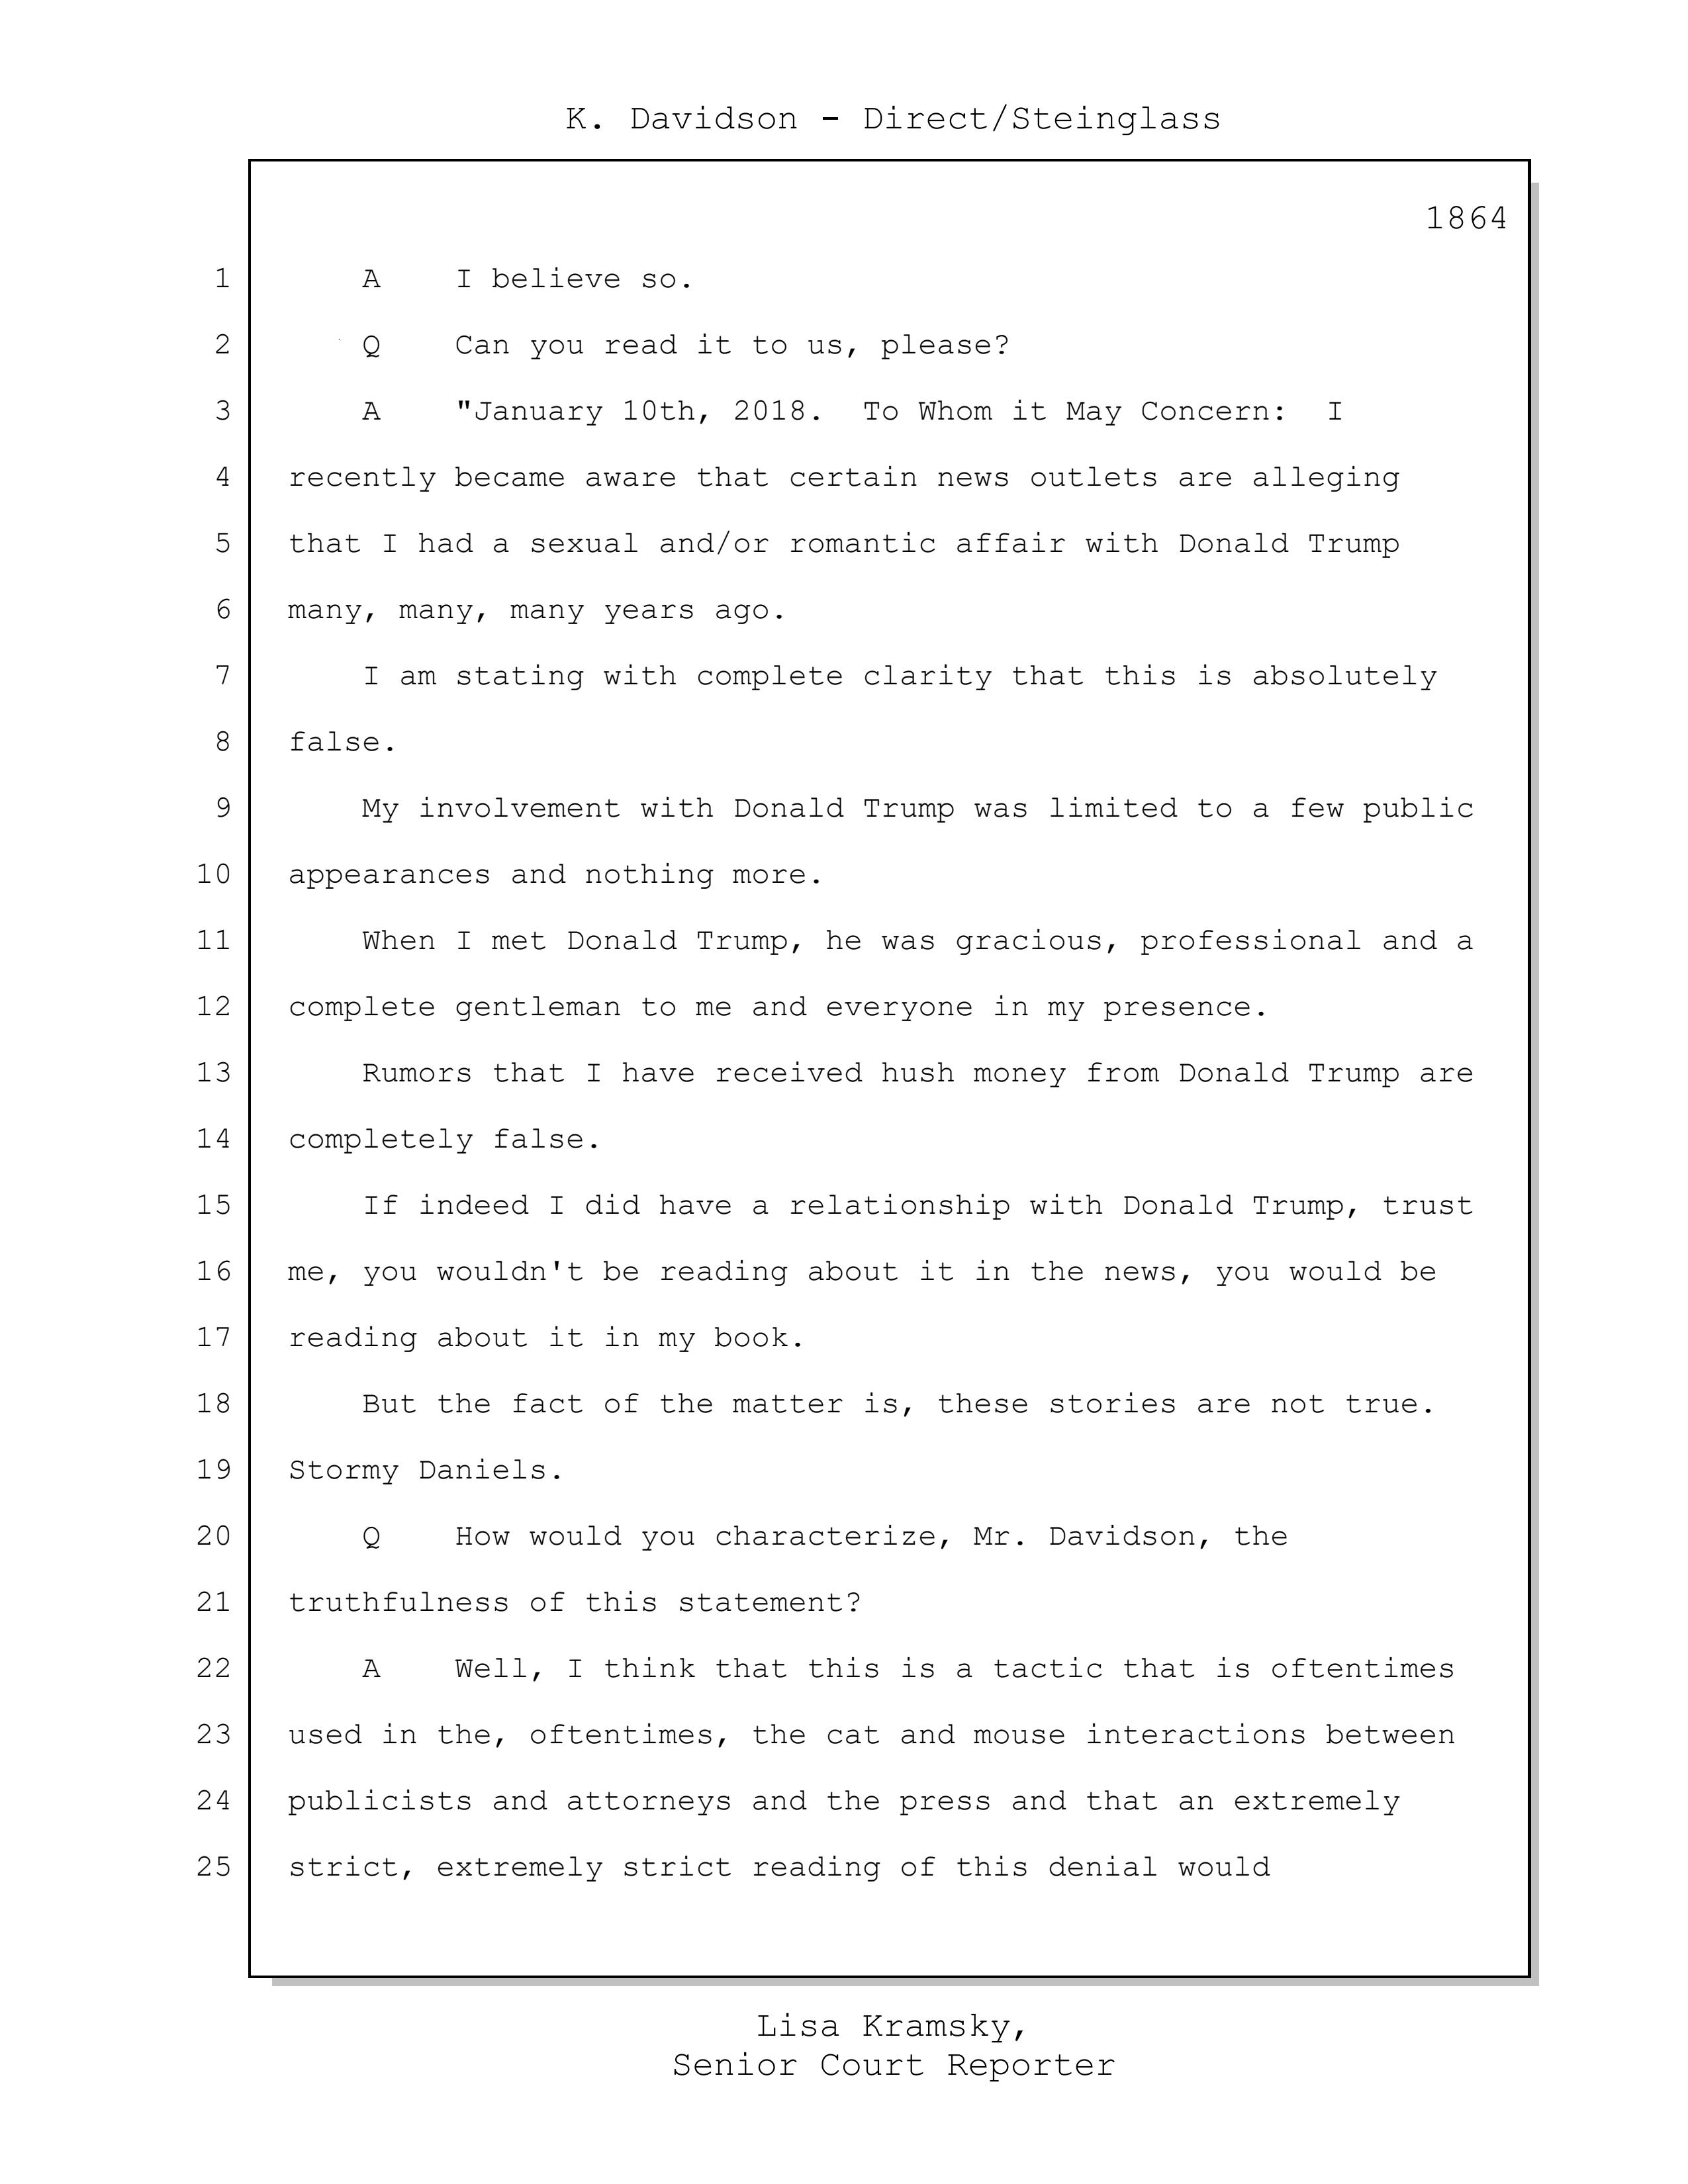 K. Davidson - Direct/Steinglass
1864
1 A I believe so.
2 Q Can you read it to us, please?
3 A "January 10th, 2018. To Whom it May Concern: I
4 recently became aware that certain news outlets are alleging
5 that I had a sexual and/or romantic affair with Donald Trump
6 many, many, many years ago.
7 I am stating with complete clarity that this is absolutely
8 false.
9 My involvement with Donald Trump was limited to a few public
10 appearances and nothing more.
11 When I met Donald Trump, he was gracious, professional and a
12 complete gentleman to me and everyone in my presence.
13 Rumors that I have received hush money from Donald Trump are
14 completely false.
15 If indeed I did have a relationship with Donald Trump, trust
16 me, you wouldn't be reading about it in the news, you would be
17 reading about it in my book.
18 But the fact of the matter is, these stories are not true.
19 Stormy Daniels.
20 Q How would you characterize, Mr. Davidson, the
21 truthfulness of this statement?
22 A Well, I think that this is a tactic that is oftentimes
23 used in the, oftentimes, the cat and mouse interactions between
24 publicists and attorneys and the press and that an extremely
25 strict, extremely strict reading of this denial would
Lisa Kramsky,
Senior Court Reporter